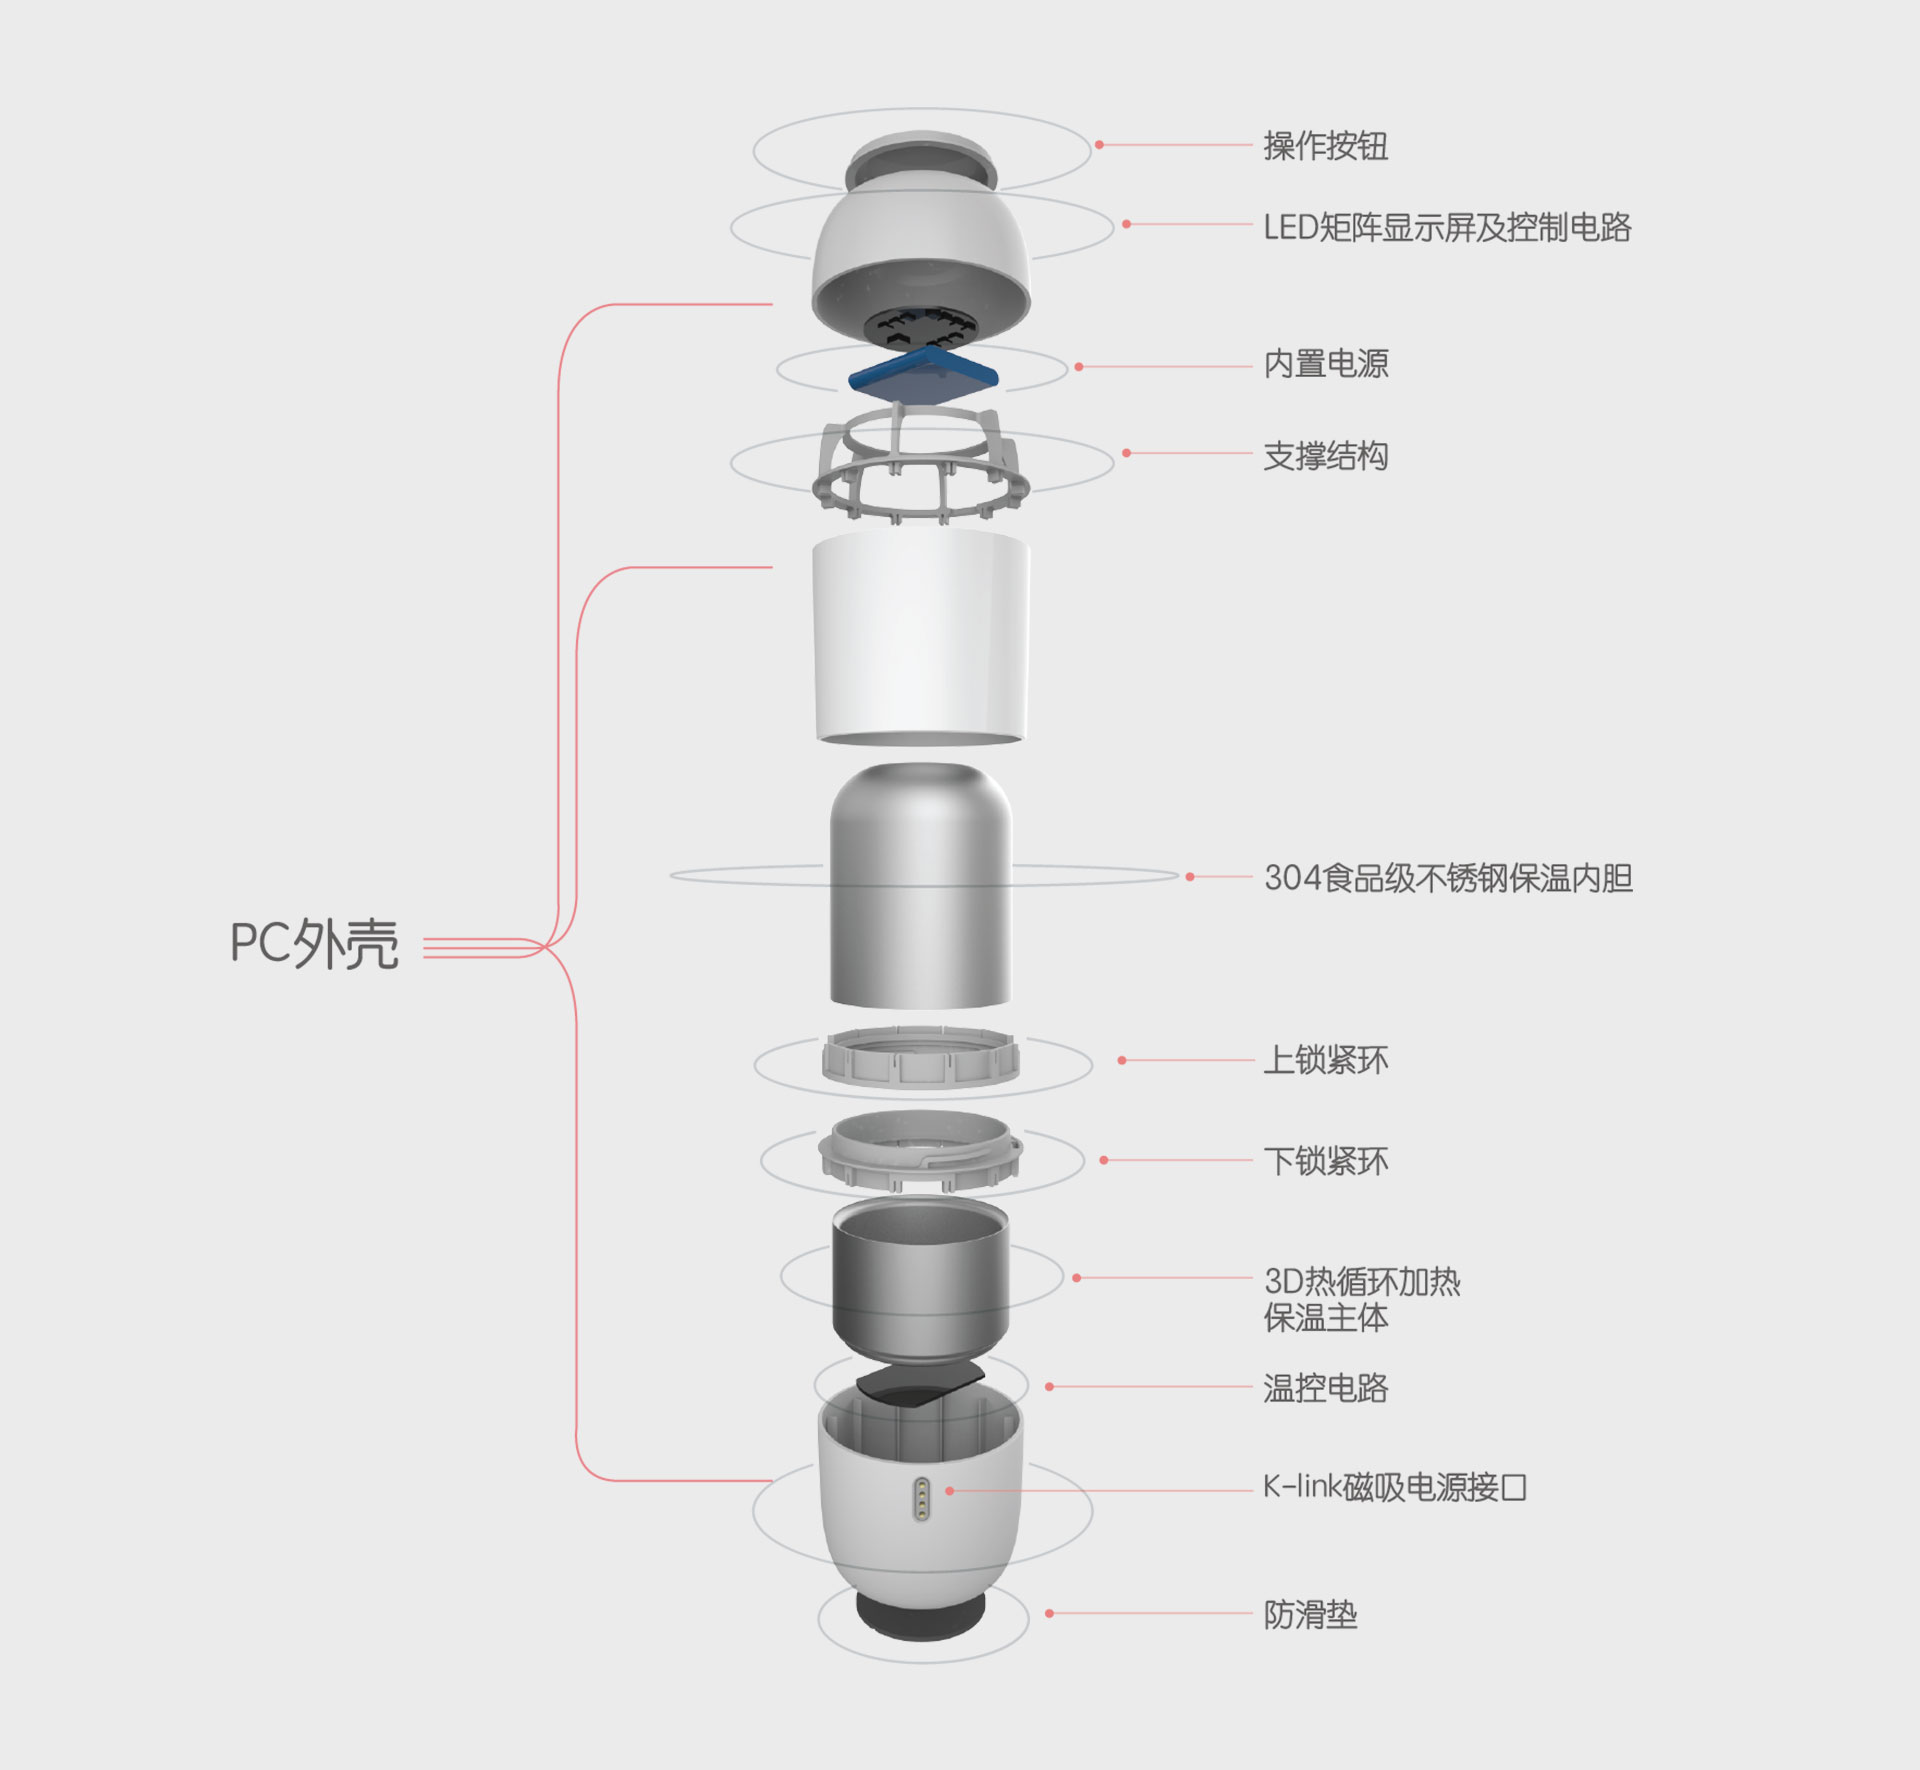 操作按钮
LED矩阵显示屏及控制电路
内置电源
支撑结构
304食品级不锈钢保温内胆
PC外壳
上锁紧环
下锁紧环
3D热循环加热
保温主体
温控电路
K-link磁吸电源接口
防滑垫